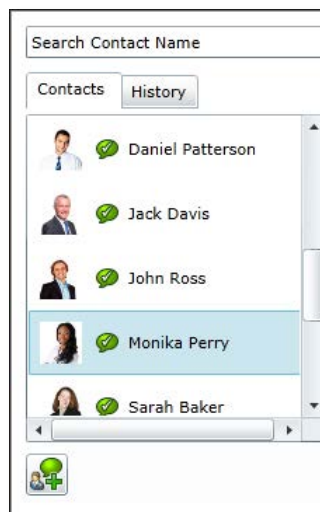 Search Contact Name
Contacts
History
Daniel Patterson
Jack Davis
John Ross
Monika Perry
Sarah Baker